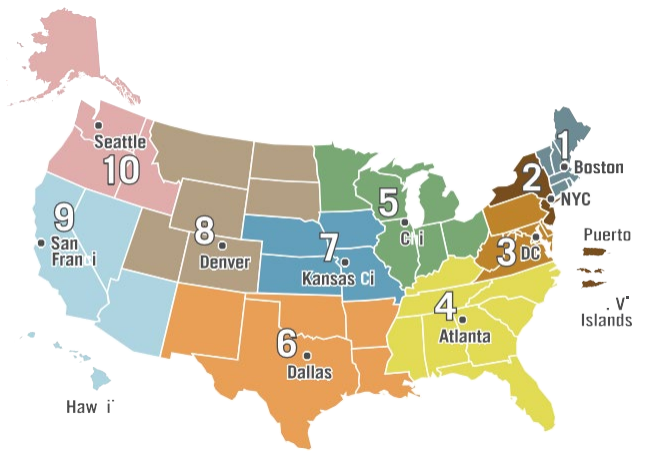 1
Boston
2
NYC
Seattle
10
5
9
8
7
3
DC
Puerto
San
Denver
Kansas
4
Islands
6
Atlanta
Dallas